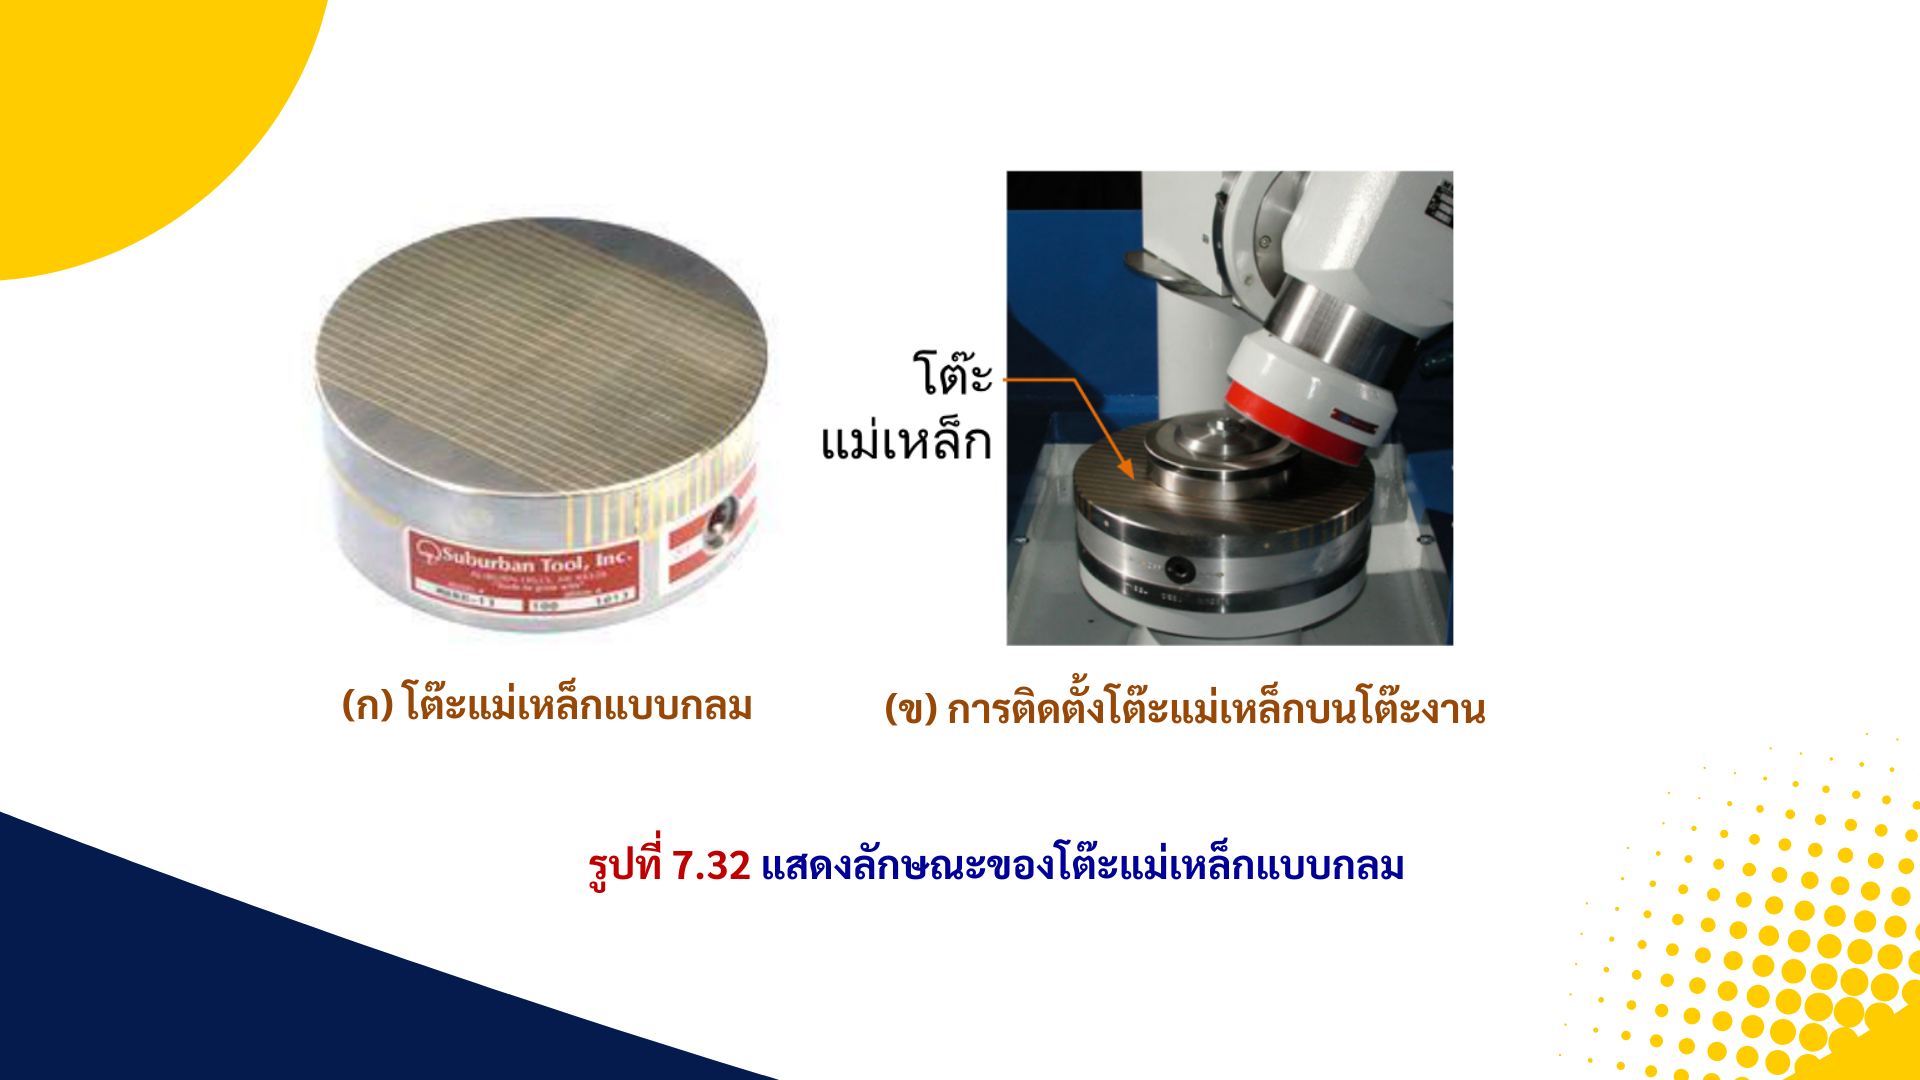 โต๊ะ
แม่เหล็ก
Suburban Tool, Inc.
(ก) โต๊ะแม่เหล็กแบบกลม
(ข) การติดตั้งโต๊ะแม่เหล็กบนโต๊ะงาน
รูปที่ 7.32 แสดงลักษณะของโต๊ะแม่เหล็กแบบกลม